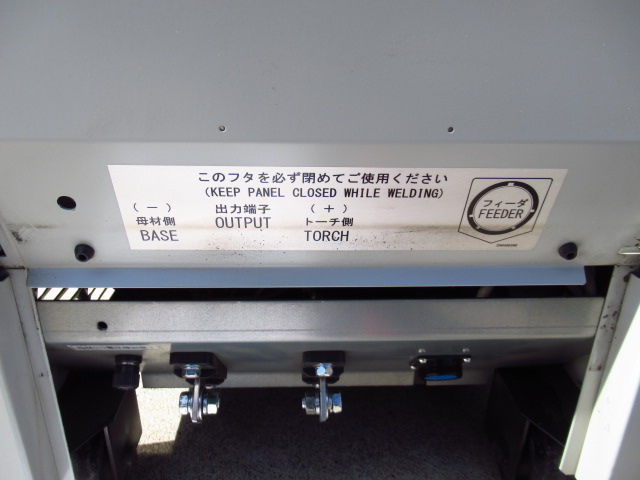 このフタを必ず閉めてご使用ください
(KEEP PANEL CLOSED WHILE WELDING)
(－) 出力端子 (＋)
母材側 OUTPUT トーチ側
BASE TORCH
フィーダ
FEEDER